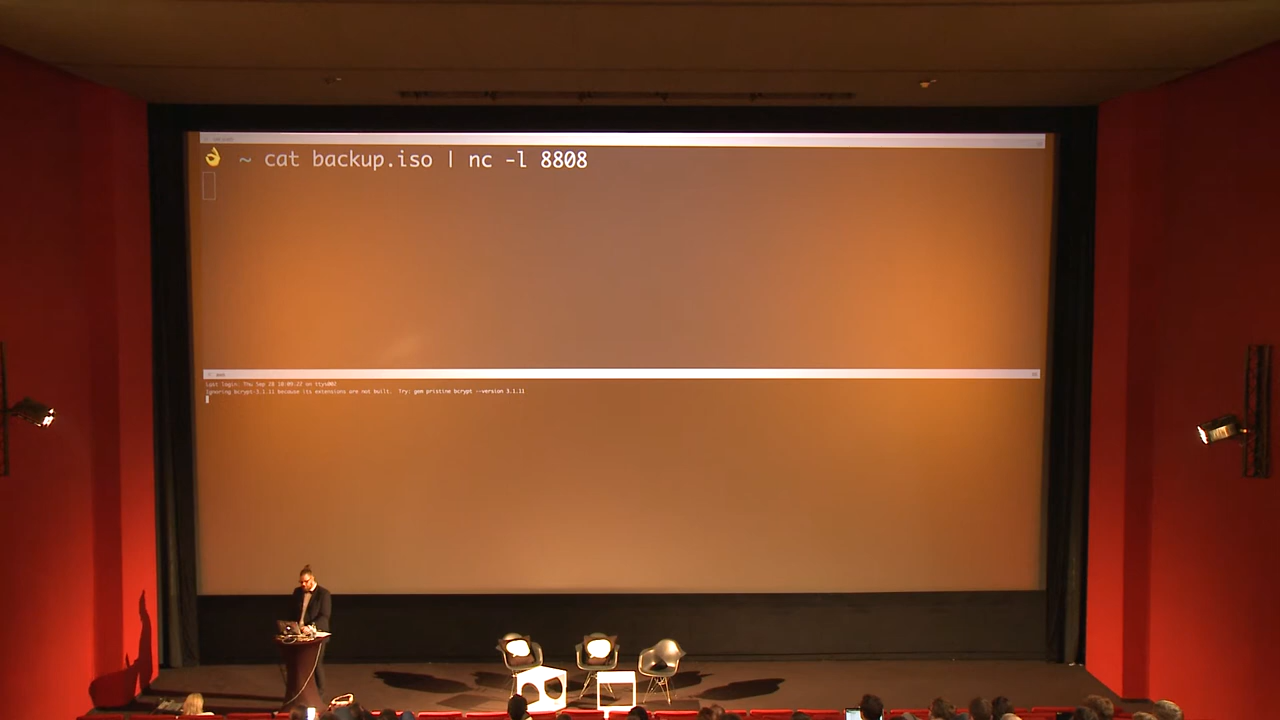 👌 ~ cat backup.iso | nc -l 8808
Last login: Thu Sep 28 10:09:22 on ttys002
Ignoring bcrypt-3.1.11 because its extensions are not built. Try: gem pristine bcrypt --version 3.1.11